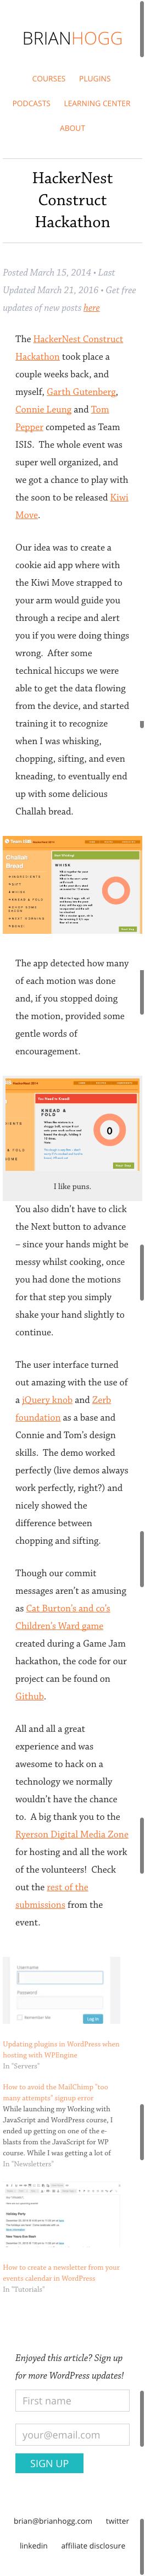 BRIANHOGG
COURSES PLUGINS
PODCASTS LEARNING CENTER
ABOUT
HackerNest
Construct
Hackathon
Posted March 15, 2014 • Last
Updated March 21, 2016 • Get free
updates of new posts here
The HackerNest Construct
Hackathon took place a
couple weeks back, and
myself, Garth Gutenberg,
Connie Leung and Tom
Pepper competed as Team
ISIS. The whole event was
super well organized, and
we got a chance to play with
the soon to be released Kiwi
Move.
Our idea was to create a
cookie aid app where with
the Kiwi Move strapped to
your arm would guide you
through a recipe and alert
you if you were doing things
wrong. After some
technical hiccups we were
able to get the data flowing
from the device, and started
training it to recognize
when I was whisking,
chopping, sifting, and even
kneading, to eventually end
up with some delicious
Challah bread.
Challah
Bread
WHISK
The app detected how many
of each motion was done
and, if you stopped doing
the motion, provided some
gentle words of
encouragement.
KNEAD &
FOLD
0
I like puns.
You also didn't have to click
the Next button to advance
– since your hands might be
messy whilst cooking, once
you had done the motions
for that step you simply
shake your hand slightly to
continue.
The user interface turned
out amazing with the use of
a jQuery knob and Zerb
foundation as a base and
Connie and Tom's design
skills. The demo worked
perfectly (live demos always
work perfectly, right?) and
nicely showed the
difference between
chopping and sifting.
Though our commit
messages aren't as amusing
as Cat Burton's and co's
Children's Ward game
created during a Game Jam
hackathon, the code for our
project can be found on
Github.
All and all a great
experience and was
awesome to hack on a
technology we normally
wouldn't have the chance
to. A big thank you to the
Ryerson Digital Media Zone
for hosting and all the work
of the volunteers! Check
out the rest of the
submissions from the
event.
Username
Password
Remember Me
Log In
Updating plugins in WordPress when
hosting with WPEngine
In "Servers"
How to avoid the MailChimp "too
many attempts" signup error
While launching my Working with
JavaScript and WordPress course, I
ended up getting on one of the e-
blasts from the JavaScript for WP
course. While I was getting a lot of
In "Newsletters"
Holiday Party
How to create a newsletter from your
events calendar in WordPress
In "Tutorials"
Enjoyed this article? Sign up
for more WordPress updates!
First name
your@email.com
SIGN UP
brian@brianhogg.com twitter
linkedin affiliate disclosure